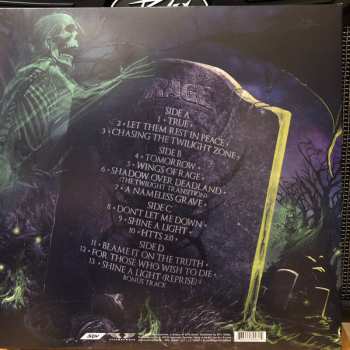 RAGE
SIDE A
1 • TRUE •
2 • LET THEM REST IN PEACE •
3 • CHASING THE TWILIGHT ZONE •
SIDE B
4 • TOMORROW •
5 • WINGS OF RAGE •
6 • SHADOW OVER DEADLAND •
(THE TWILIGHT TRANSITION)
7 • A NAMELESS GRAVE •
SIDE C
8 • DON'T LET ME DOWN •
9 • SHINE A LIGHT •
10 • HTTS 2.0 •
SIDE D
11 • BLAME IT ON THE TRUTH •
12 • FOR THOSE WHO WISH TO DIE •
13 • SHINE A LIGHT (REPRISE) •
BONUS TRACK
SPV